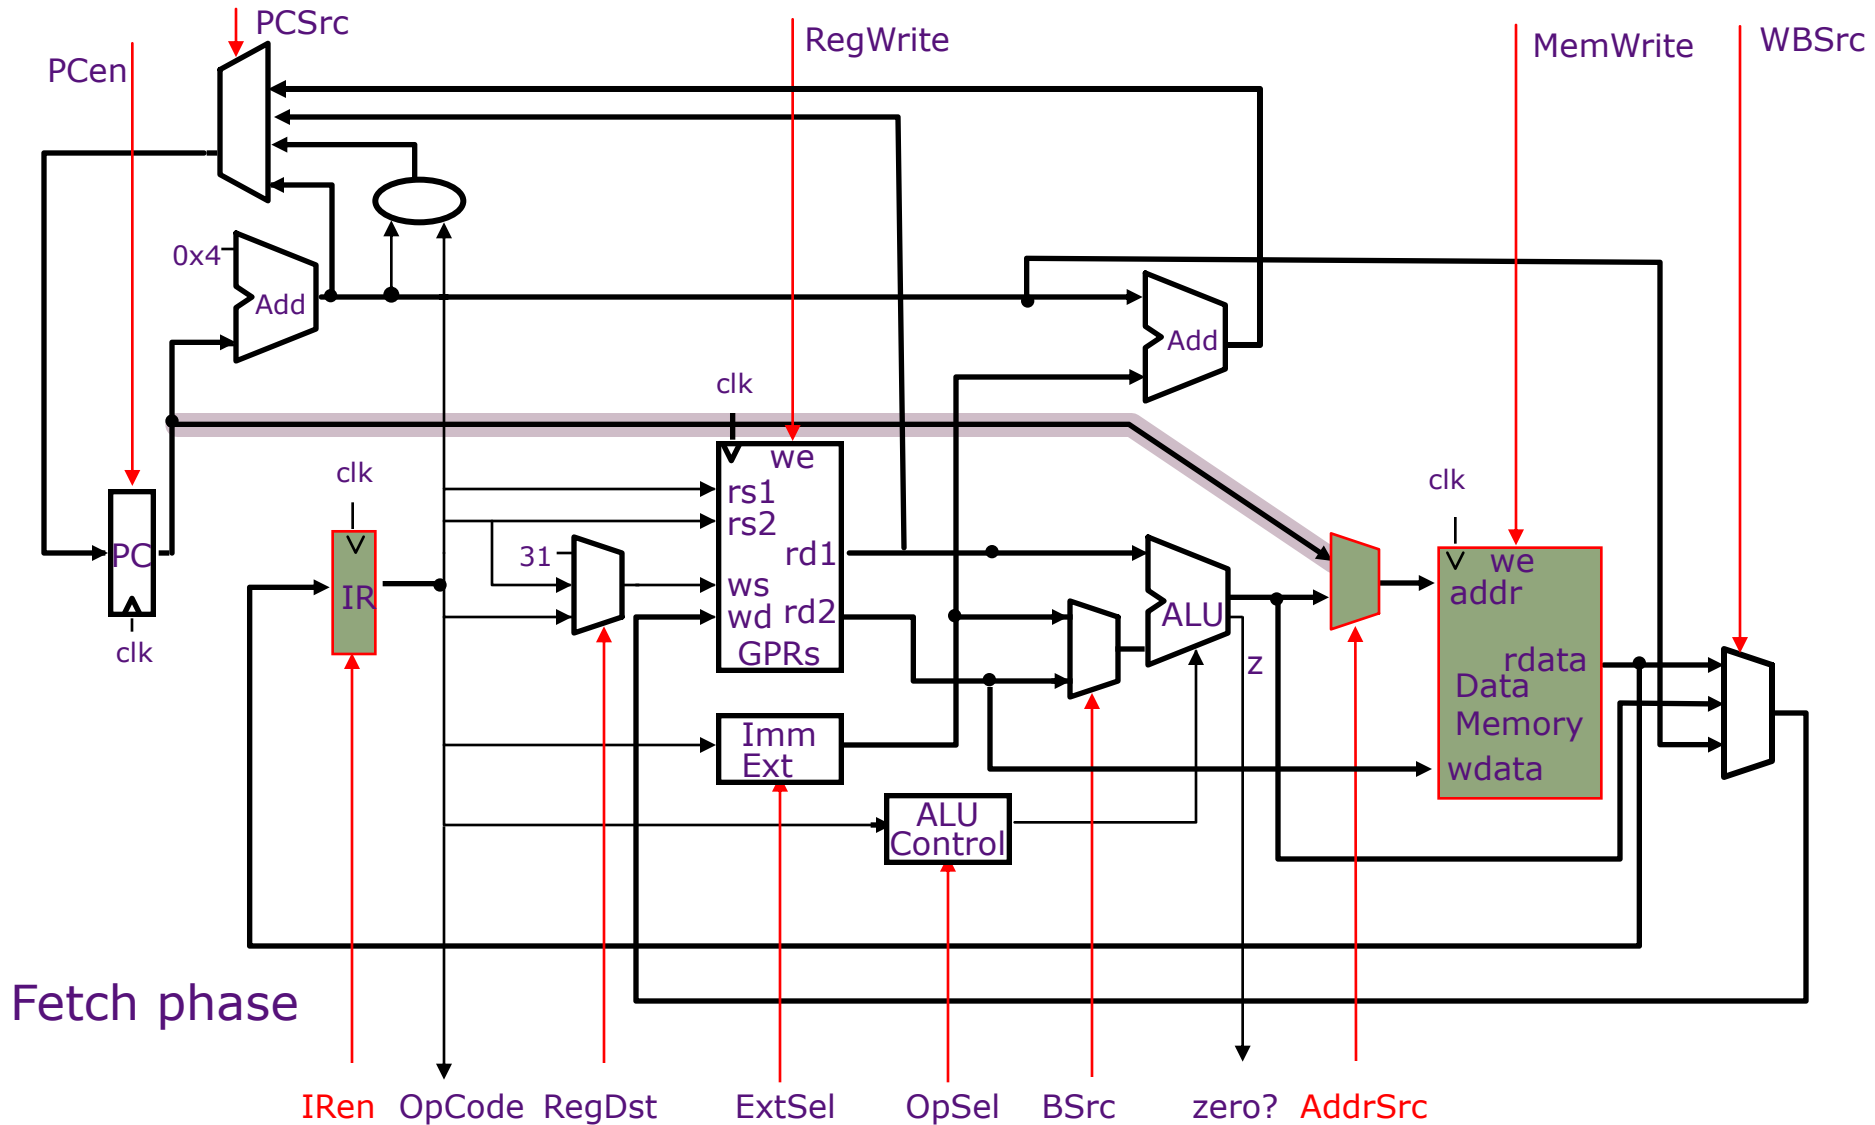 PCSrc
RegWrite
MemWrite
WBSrc
PCen
0x4
Add
Add
clk
clk
clk
we
rs1
rs2
31
rd1
ws
wd
rd2
GPRs
PC
clk
IR
ALU
z
we
addr
rdata
Data
Memory
wdata
Imm
Ext
ALU
Control
Fetch phase
IRen
OpCode
RegDst
ExtSel
OpSel
BSrc
zero?
AddrSrc